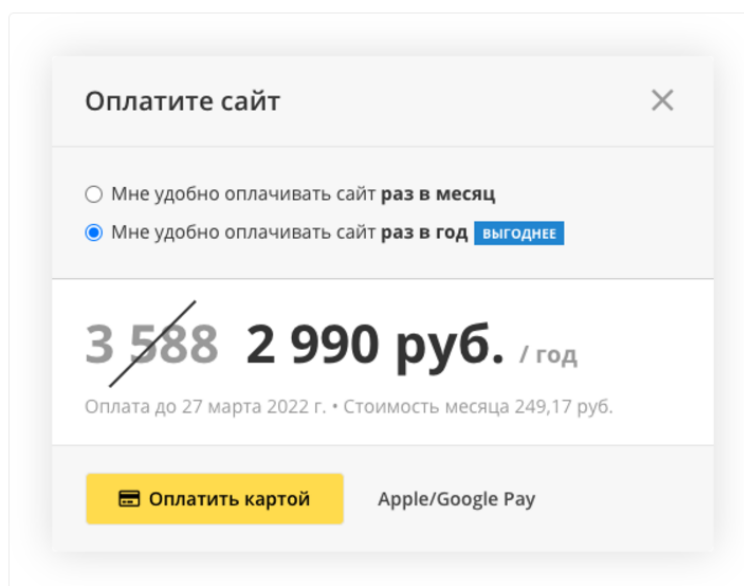 Оплатите сайт
Мне удобно оплачивать сайт раз в месяц
Мне удобно оплачивать сайт раз в год ВЫГОДНЕЕ
3 588 2 990 руб. / год
Оплата до 27 марта 2022 г. • Стоимость месяца 249,17 руб.
Оплатить картой Apple/Google Pay